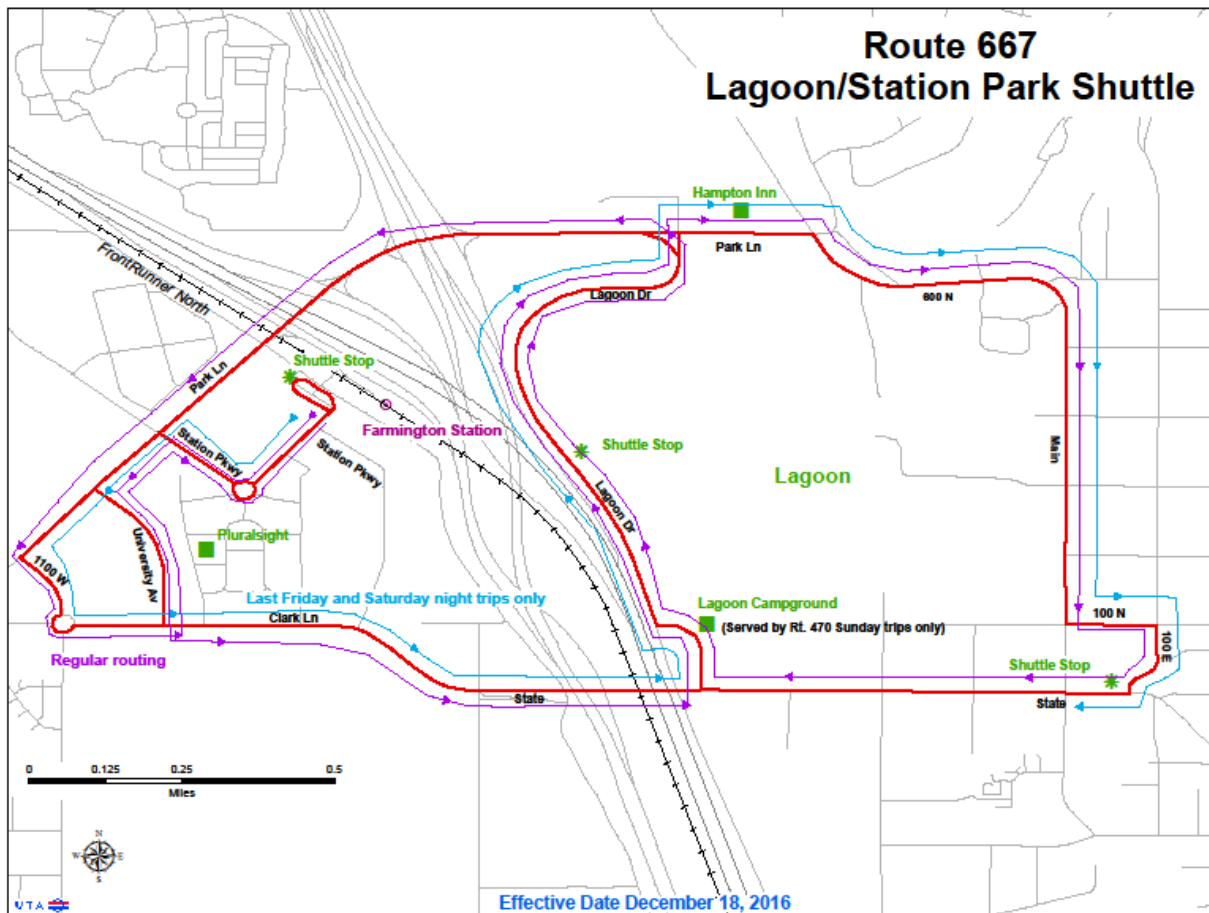 Route 667
Lagoon/Station Park Shuttle
Hampton Inn
Park Ln
FrontRunner North
Lagoon Dr
600 N
Shuttle Stop
Park Ln
Farmington Station
Station Pkwy
Station Pkwy
Shuttle Stop
Main
Lagoon
Lagoon Dr
Pluralsight
University Av
1100 W
Last Friday and Saturday night trips only
Clark Ln
Lagoon Campground
(Served by Rt. 470 Sunday trips only)
100 N
100 E
Regular routing
Shuttle Stop
State
State
0 0.125 0.25 0.5
Miles
N
W E
S
UTA
Effective Date December 18, 2016